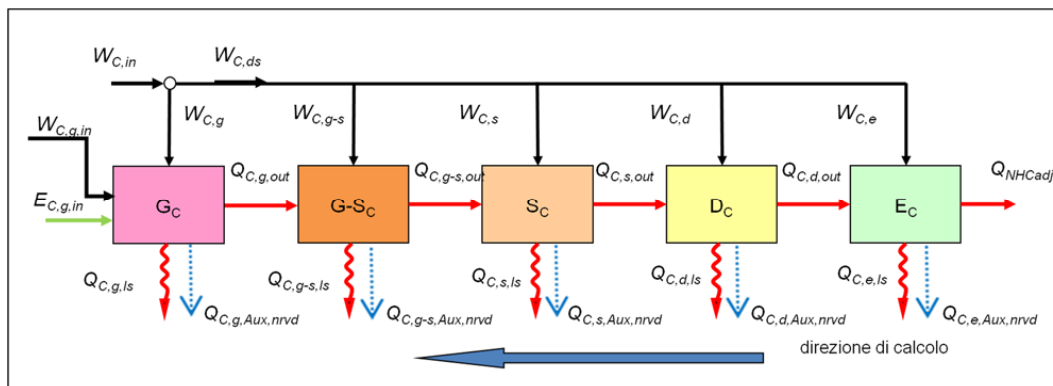 W_C,in
W_C,ds
W_C,g,in
W_C,g
W_C,g-s
W_C,s
W_C,d
W_C,e
E_C,g,in
G_C
Q_C,g,out
G-S_C
Q_C,g-s,out
S_C
Q_C,s,out
D_C
Q_C,d,out
E_C
Q_NHCadj
Q_C,g,ls
Q_C,g-s,ls
Q_C,s,ls
Q_C,d,ls
Q_C,e,ls
Q_C,g,Aux,nrvd
Q_C,g-s,Aux,nrvd
Q_C,s,Aux,nrvd
Q_C,d,Aux,nrvd
Q_C,e,Aux,nrvd
direzione di calcolo